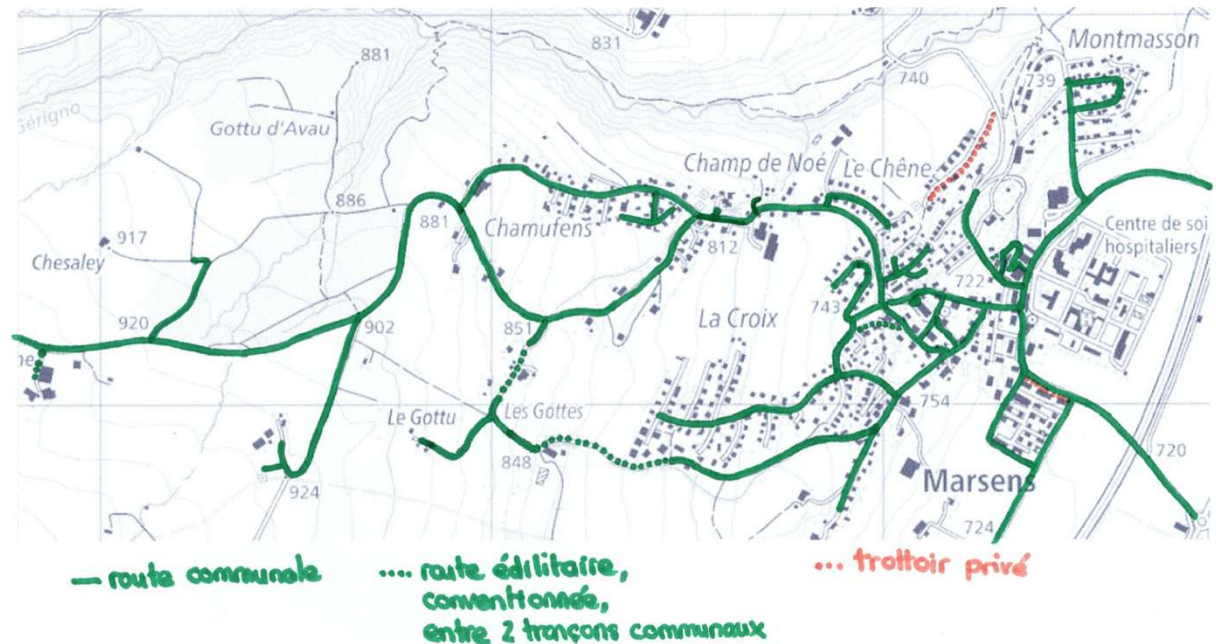 831
Montmasson
881
740
739
Gérigno
Gottu d'Avau
Champ de Noé
Le Chêne
886
881
Chamufens
812
Centre de soi
hospitaliers
917
Chesaley
722
743
920
902
851
La Croix
ne
754
Le Gottu
Les Gottes
848
720
924
Marsens
724
route communale
route édilitaire,
conventionnée,
entre 2 tronçons communaux
trottoir privé